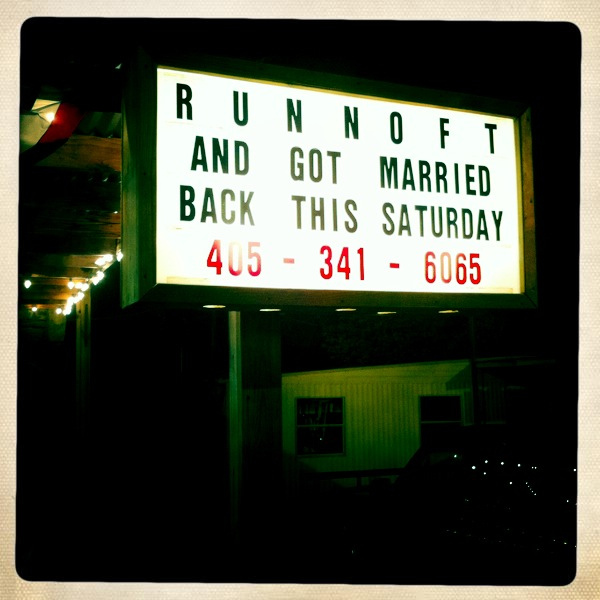 RUNNOFT
AND GOT MARRIED
BACK THIS SATURDAY
405 - 341 - 6065